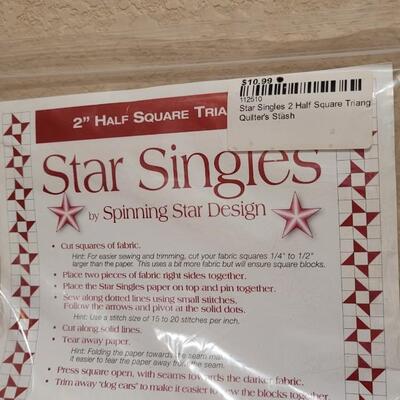 $10.99
112510
Star Singles 2 Half Square Triang
Quilter's Stash
2" HALF SQUARE TRIA
Star Singles
by Spinning Star Design
• Cut squares of fabric.
Hint: For easier sewing and trimming, cut your fabric squares 1/4" to 1/2"
larger than the paper. This uses a bit more fabric but will ensure square blocks.
• Place two pieces of fabric right sides together.
• Place the Star Singles paper on top and pin together.
• Sew along dotted lines using small stitches.
Follow the arrows and pivot at the solid dots.
Hint: Use a stitch size of 15 to 20 stitches per inch.
• Cut along solid lines.
• Tear away paper.
Hint: Folding the paper towards the seam ma
it easier to tear the paper away from the seam.
• Press square open, with seams towards the darker fabric.
• Trim away "dog ears" to make it easier to sew the blocks together